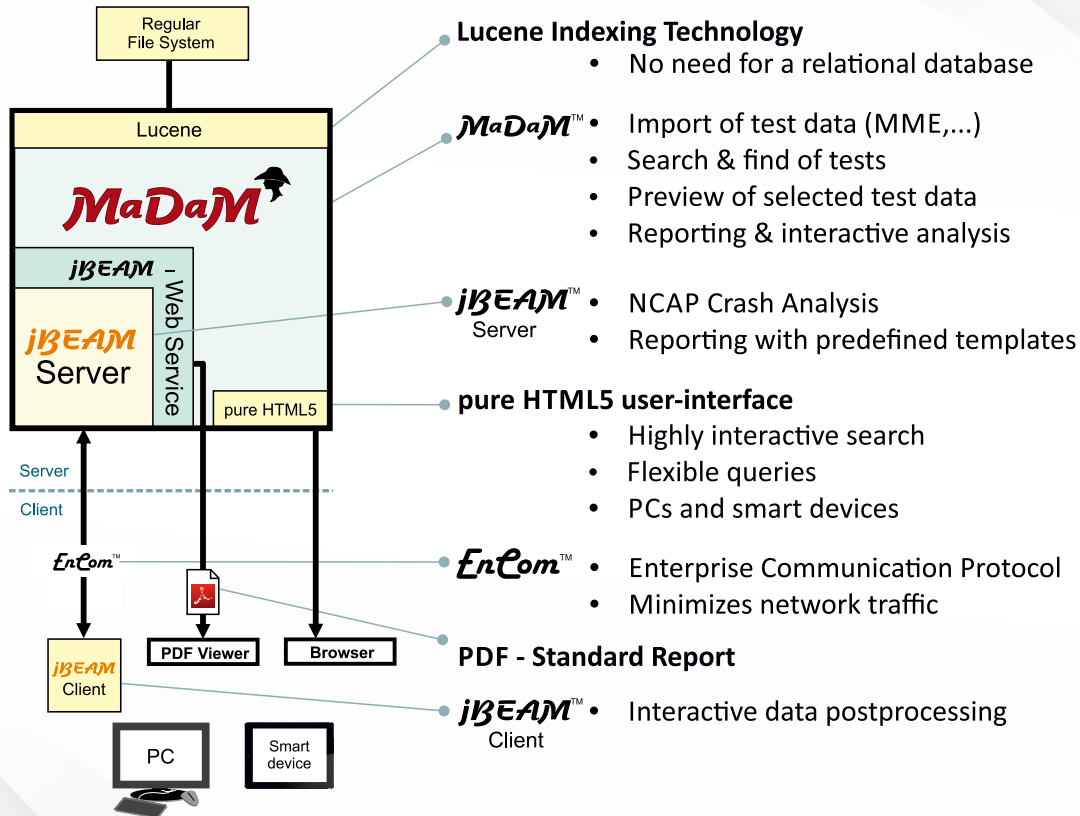 Regular
File System
Lucene
MaDaM
jBEAM – Web Service
jBEAM
Server
pure HTML5
Server
Client
EnCom™
PDF Viewer
Browser
jBEAM
Client
PC
Smart
device
Lucene Indexing Technology
• No need for a relational database
MaDaM™ • Import of test data (MME,...)
• Search & find of tests
• Preview of selected test data
• Reporting & interactive analysis
jBEAM™ • NCAP Crash Analysis
Server • Reporting with predefined templates
pure HTML5 user-interface
• Highly interactive search
• Flexible queries
• PCs and smart devices
EnCom™ • Enterprise Communication Protocol
• Minimizes network traffic
PDF - Standard Report
jBEAM™ • Interactive data postprocessing
Client